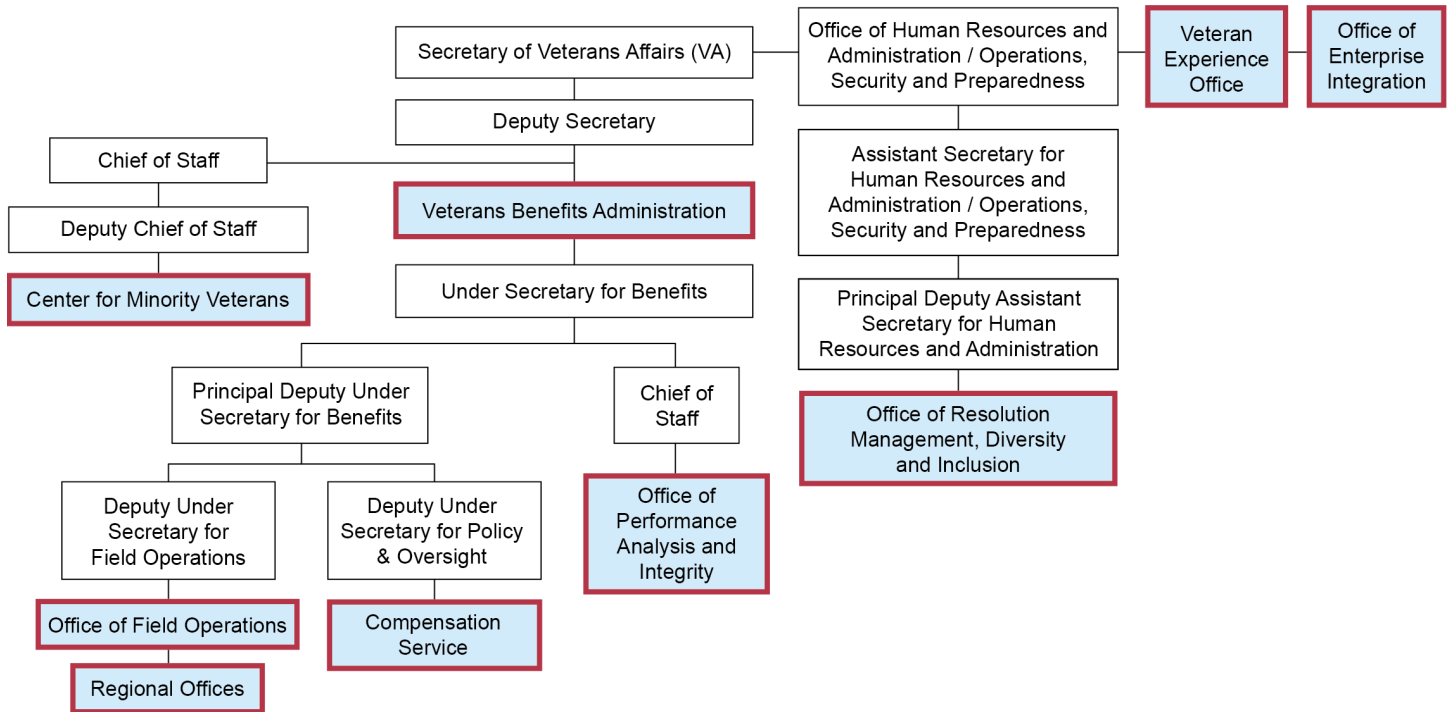 Secretary of Veterans Affairs (VA)
Office of Human Resources and
Administration / Operations,
Security and Preparedness
Veteran
Experience
Office
Office of
Enterprise
Integration
Deputy Secretary
Chief of Staff
Deputy Chief of Staff
Center for Minority Veterans
Veterans Benefits Administration
Under Secretary for Benefits
Assistant Secretary for
Human Resources and
Administration / Operations,
Security and Preparedness
Principal Deputy Assistant
Secretary for Human
Resources and Administration
Office of Resolution
Management, Diversity
and Inclusion
Principal Deputy Under
Secretary for Benefits
Chief of
Staff
Deputy Under
Secretary for
Field Operations
Deputy Under
Secretary for Policy
& Oversight
Office of
Performance
Analysis and
Integrity
Office of Field Operations
Compensation
Service
Regional Offices